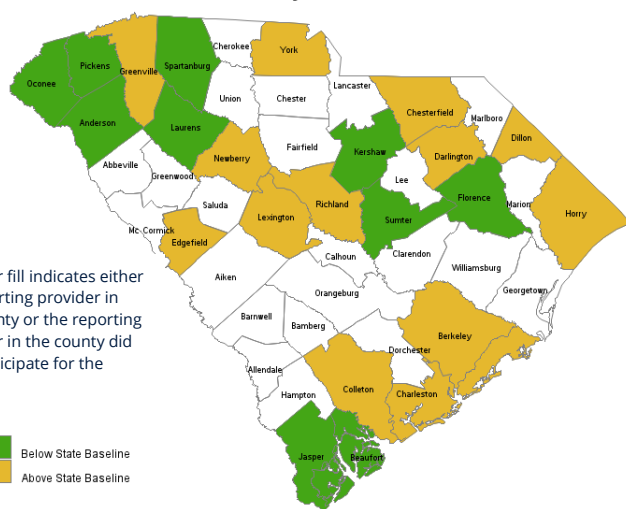 Cherokee
York
Spartanburg
Pickens
Greenville
Oconee
Union
Chester
Lancaster
Chesterfield
Marlboro
Anderson
Laurens
Dillon
Fairfield
Kershaw
Darlington
Newberry
Abbeville
Greenwood
Lee
Florence
Marion
Saluda
Richland
Horry
Lexington
Sumter
Mc Cormick
Edgefield
Calhoun
Clarendon
Williamsburg
Aiken
Orangeburg
Georgetown
r fill indicates either
rting provider in
nty or the reporting
r in the county did
icipate for the
Barnwell
Bamberg
Berkeley
Dorchester
Allendale
Colleton
Charleston
Hampton
Jasper
Beaufort
Below State Baseline
Above State Baseline